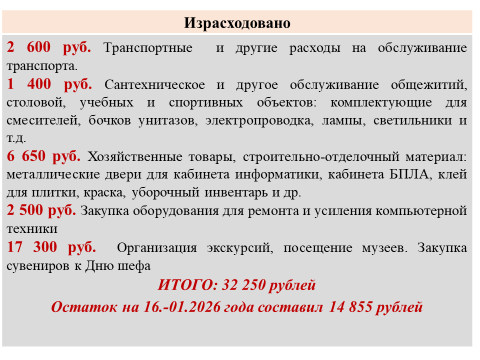 Израсходовано
2 600 руб. Транспортные и другие расходы на обслуживание
транспорта.
1 400 руб. Сантехническое и другое обслуживание общежитий,
столовой, учебных и спортивных объектов: комплектующие для
смесителей, бочков унитазов, электропроводка, лампы, светильники и
т.д.
6 650 руб. Хозяйственные товары, строительно-отделочный материал:
металлические двери для кабинета информатики, кабинета БПЛА, клей
для плитки, краска, уборочный инвентарь и др.
2 500 руб. Закупка оборудования для ремонта и усиления компьютерной
техники
17 300 руб. Организация экскурсий, посещение музеев. Закупка
сувениров к Дню шефа
ИТОГО: 32 250 рублей
Остаток на 16.-01.2026 года составил 14 855 рублей